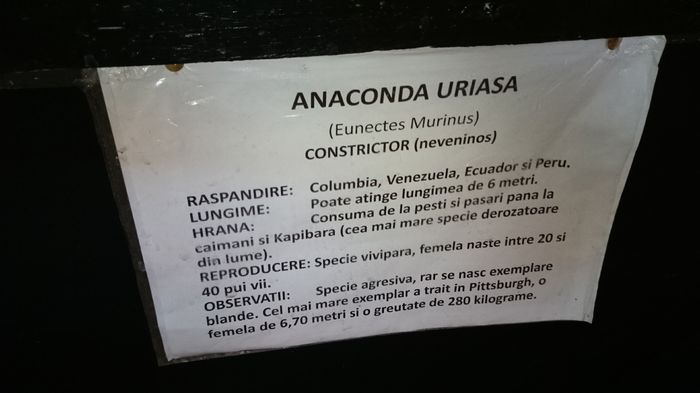 ANACONDA URIASA
(Eunectes Murinus)
CONSTRICTOR (neveninos)
RASPANDIRE: Columbia, Venezuela, Ecuador si Peru.
LUNGIME: Poate atinge lungimea de 6 metri.
HRANA: Consuma de la pesti si pasari pana la
caimani si Kapibara (cea mai mare specie derozatoare
din lume).
REPRODUCERE: Specie vivipara, femela naste intre 20 si
40 pui vii.
OBSERVATII: Specie agresiva, rar se nasc exemplare
blande. Cel mai mare exemplar a trait in Pittsburgh, o
femela de 6,70 metri si o greutate de 280 kilograme.